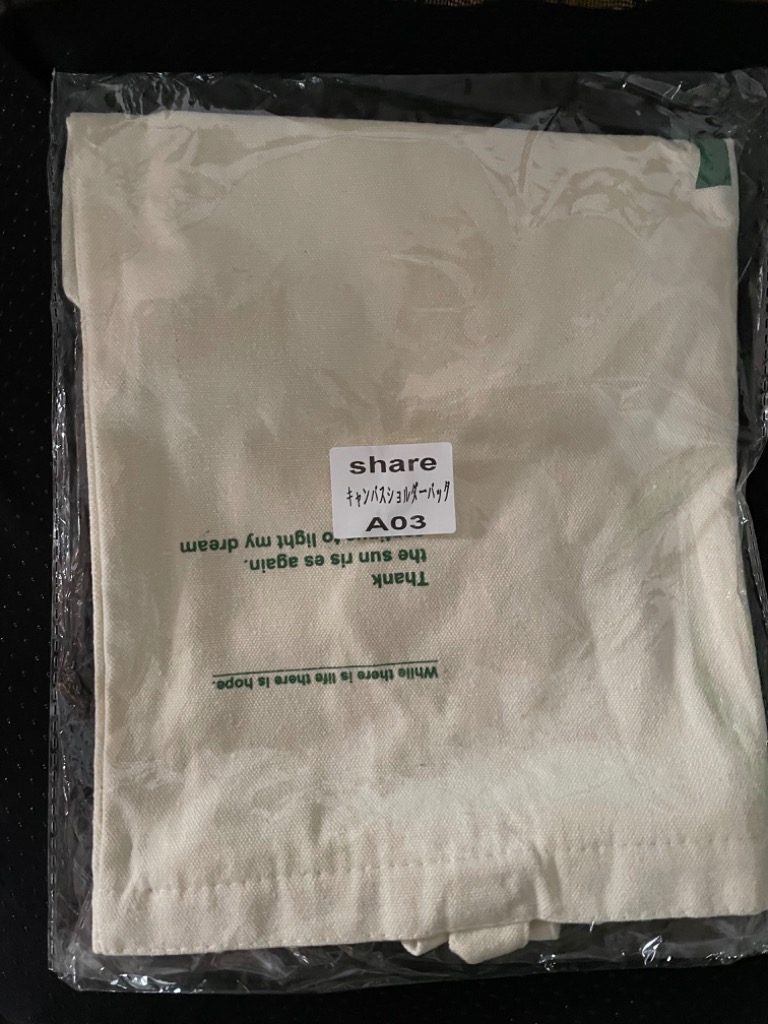 share
キャンバスショルダーバッグ
A03
While there is life there is hope.
Thank
the sun ris es again.
to light my dream